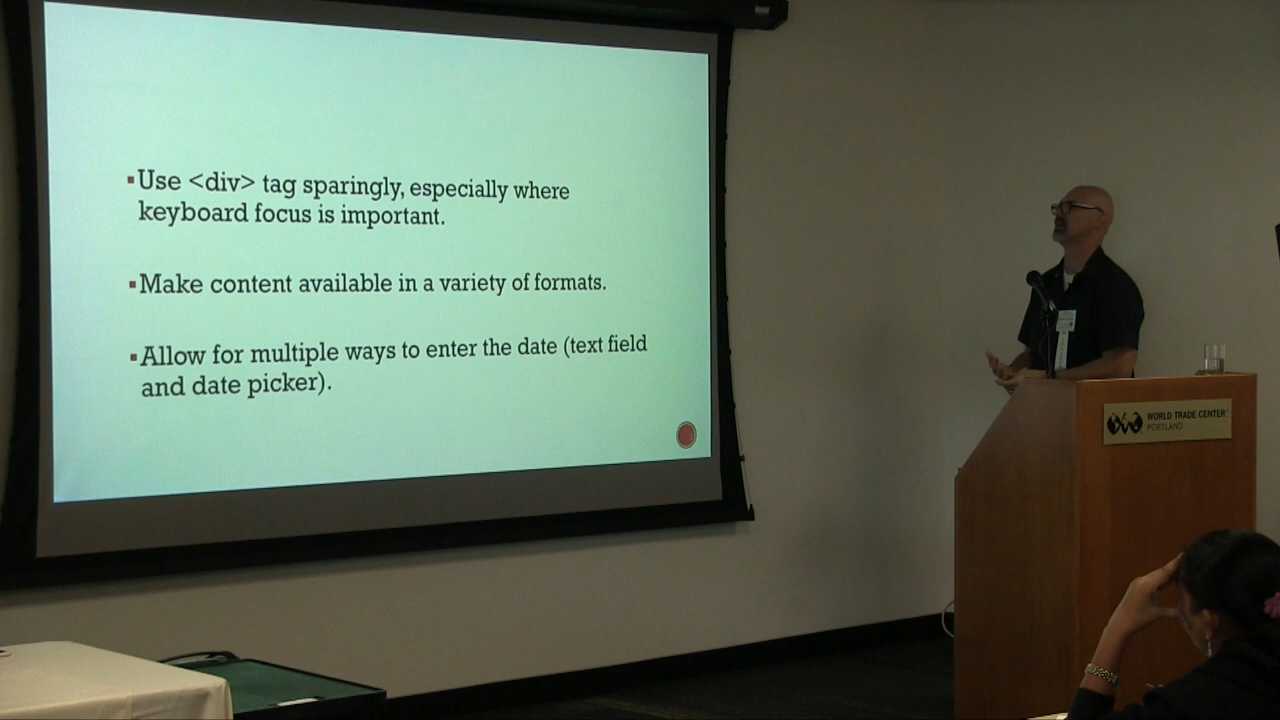 ▪Use <div> tag sparingly, especially where
keyboard focus is important.
▪Make content available in a variety of formats.
▪Allow for multiple ways to enter the date (text field
and date picker).
WORLD TRADE CENTER
PORTLAND